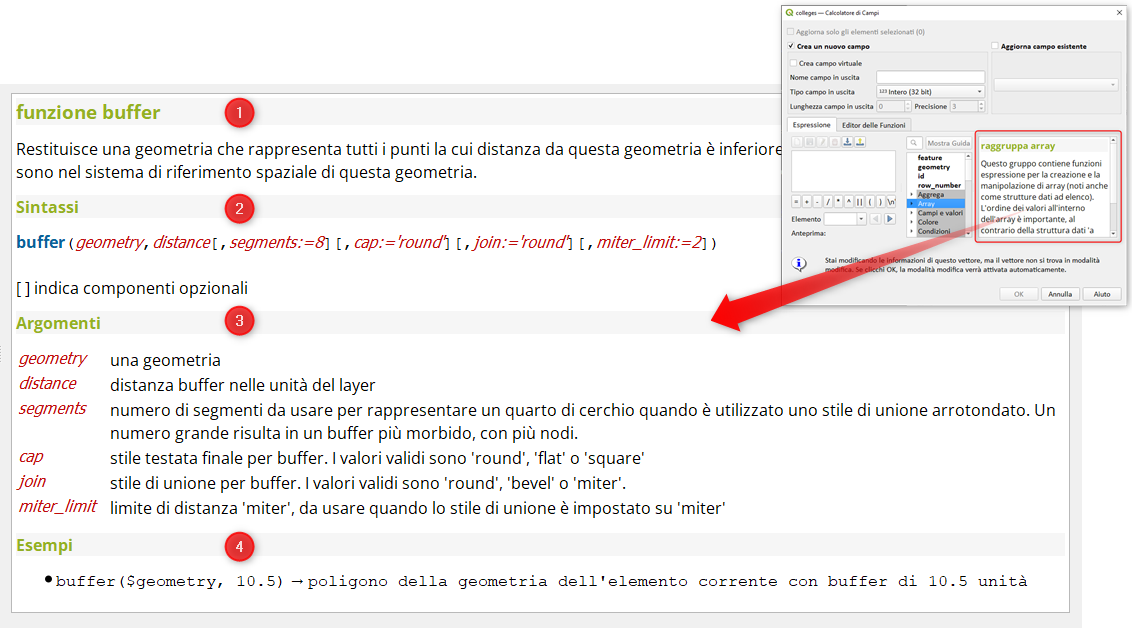 colleges — Calcolatore di Campi
Aggiorna solo gli elementi selezionati (0)
Crea un nuovo campo
Aggiorna campo esistente
Crea campo virtuale
Nome campo in uscita
Tipo campo in uscita 123 Intero (32 bit)
Lunghezza campo in uscita 0 Precisione 3
Espressione Editor delle Funzioni
Mostra Guida
= + - / * ^ || ( ) '\n'
Elemento
Anteprima:
feature
geometry
id
row_number
Aggrega
Array
Campi e valori
Colore
Condizioni
raggruppa array
Questo gruppo contiene funzioni
espressione per la creazione e la
manipolazione di array (noti anche
come strutture dati ad elenco).
L'ordine dei valori all'interno
dell'array è importante, al
contrario della struttura dati 'a
Stai modificando le informazioni di questo vettore, ma il vettore non si trova in modalità
modifica. Se clicchi OK, la modalità modifica verrà attivata automaticamente.
OK Annulla Aiuto
funzione buffer 1
Restituisce una geometria che rappresenta tutti i punti la cui distanza da questa geometria è inferiore
sono nel sistema di riferimento spaziale di questa geometria.
Sintassi 2
buffer(geometry,distance[,segments:=8][,cap:='round'][,join:='round'][,miter_limit:=2])
[ ] indica componenti opzionali
Argomenti 3
geometry una geometria
distance distanza buffer nelle unità del layer
segments numero di segmenti da usare per rappresentare un quarto di cerchio quando è utilizzato uno stile di unione arrotondato. Un
numero grande risulta in un buffer più morbido, con più nodi.
cap stile testata finale per buffer. I valori validi sono 'round', 'flat' o 'square'
join stile di unione per buffer. I valori validi sono 'round', 'bevel' o 'miter'.
miter_limit limite di distanza 'miter', da usare quando lo stile di unione è impostato su 'miter'
Esempi 4
buffer($geometry, 10.5) → poligono della geometria dell'elemento corrente con buffer di 10.5 unità